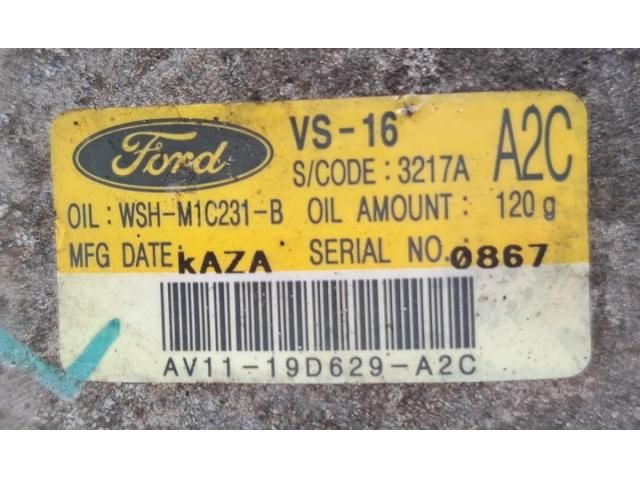 Ford VS-16 A2C
S/CODE : 3217A
OIL : WSH-M1C231-B OIL AMOUNT : 120 g
MFG DATE : kAZA SERIAL NO. : 0867
AV11-19D629-A2C